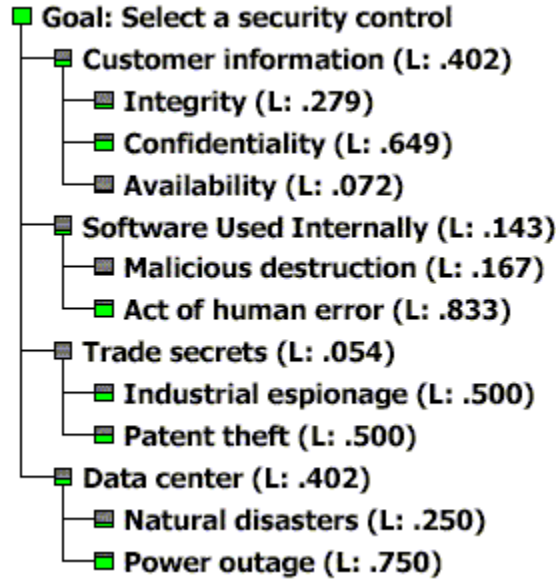 Goal: Select a security control
Customer information (L: .402)
Integrity (L: .279)
Confidentiality (L: .649)
Availability (L: .072)
Software Used Internally (L: .143)
Malicious destruction (L: .167)
Act of human error (L: .833)
Trade secrets (L: .054)
Industrial espionage (L: .500)
Patent theft (L: .500)
Data center (L: .402)
Natural disasters (L: .250)
Power outage (L: .750)